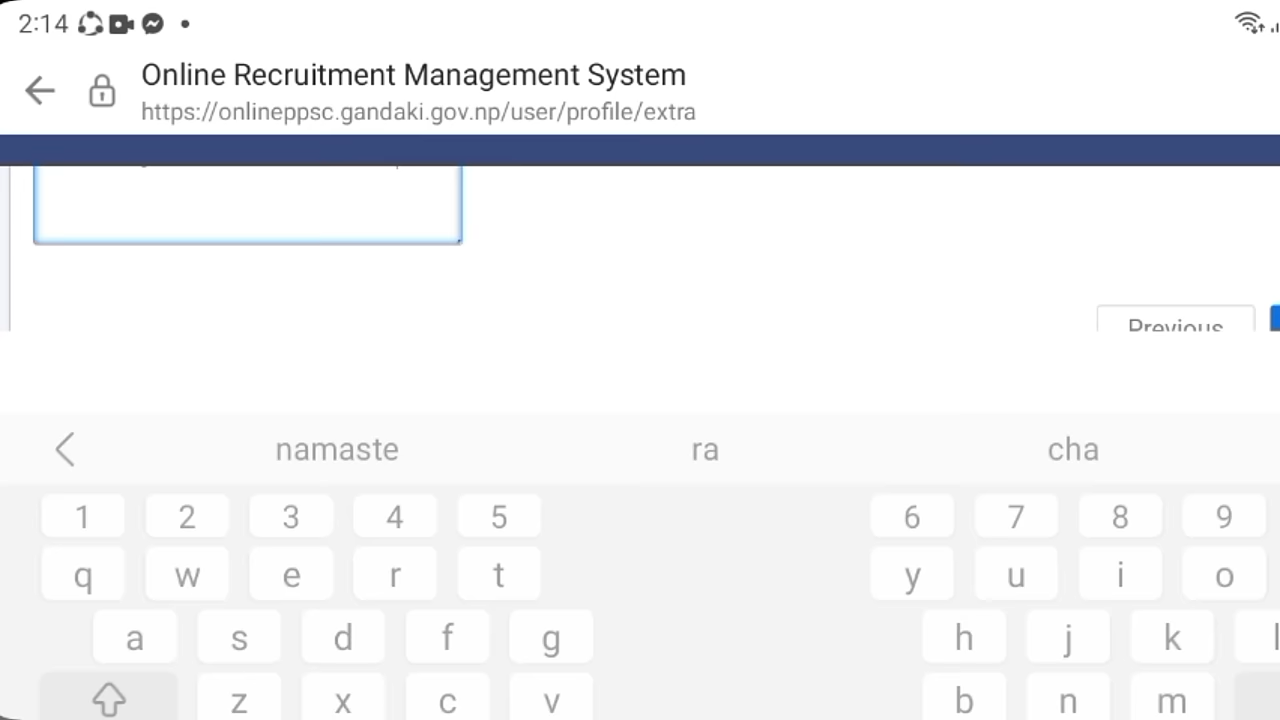 2:14
Online Recruitment Management System
https://onlineppsc.gandaki.gov.np/user/profile/extra
Previous
namaste ra cha
1 2 3 4 5 6 7 8 9
q w e r t y u i o
a s d f g h j k l
z x c v b n m